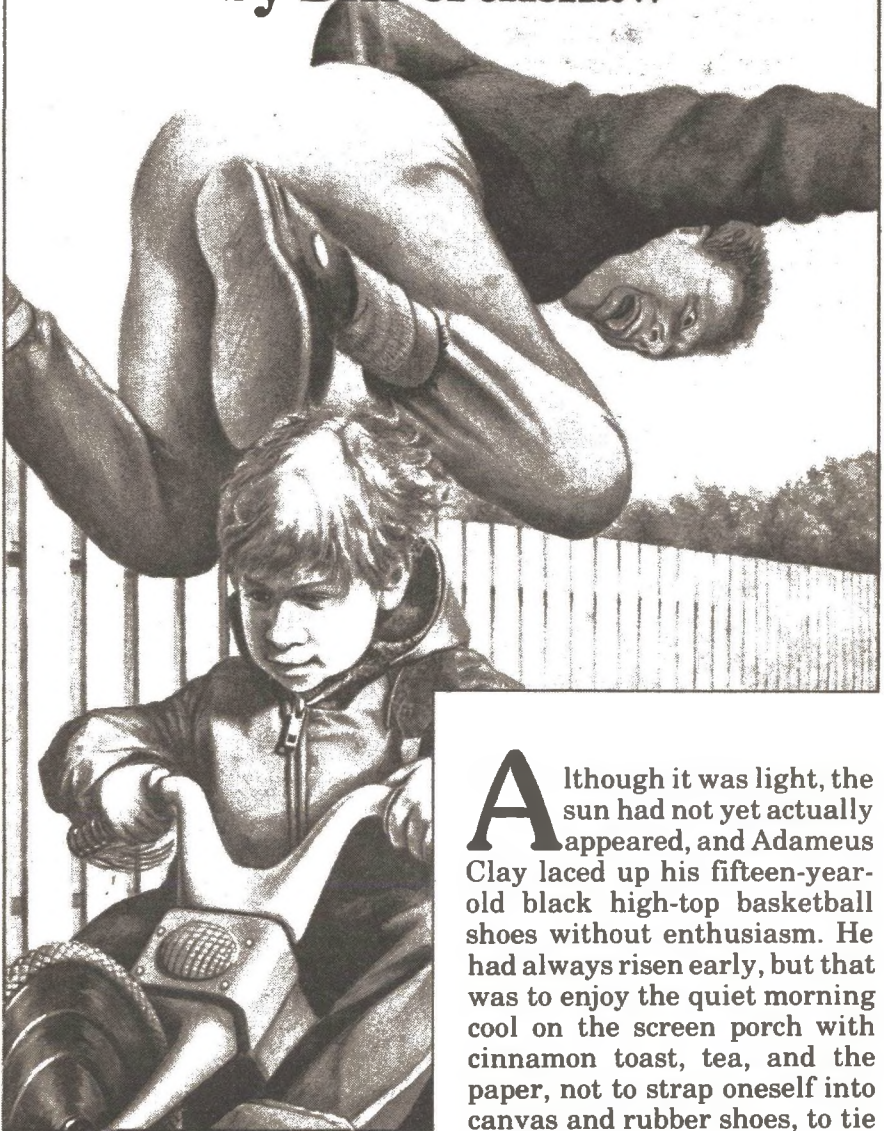 Although it was light, the
sun had not yet actually
appeared, and Adameus
Clay laced up his fifteen-year-
old black high-top basketball
shoes without enthusiasm. He
had always risen early, but that
was to enjoy the quiet morning
cool on the screen porch with
cinnamon toast, tea, and the
paper, not to strap oneself into
canvas and rubber shoes, to tie